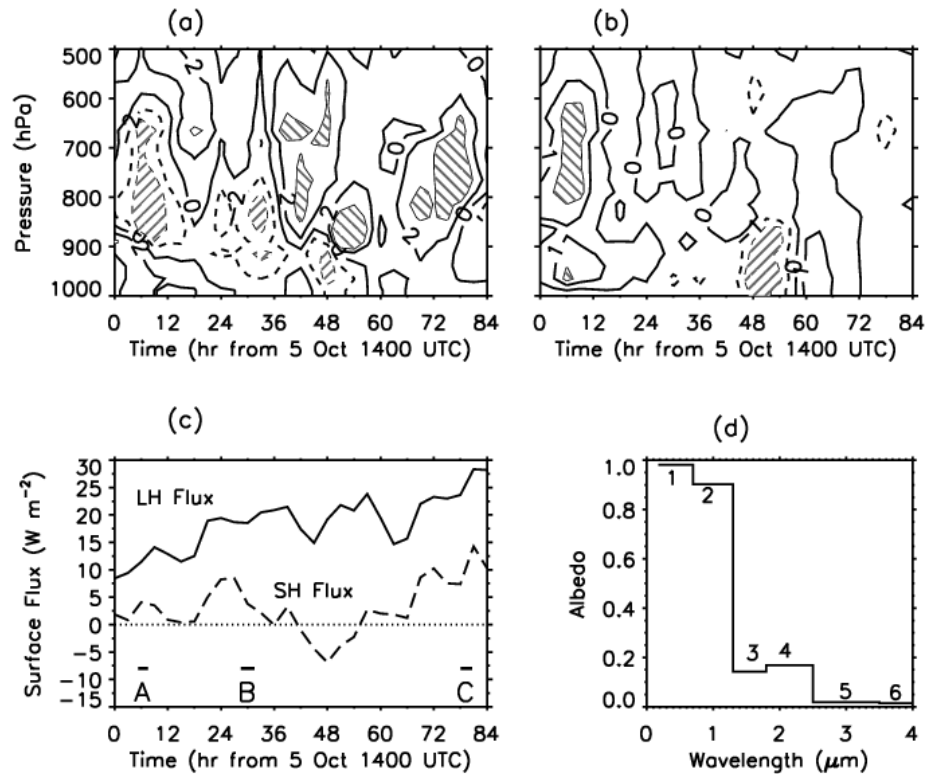 (a)
(b)
Pressure (hPa)
500
600
700
800
900
1000
2
0
0
2
2
2
0
2
0
0
0
0
0
1
1
0
0
0 12 24 36 48 60 72 84
0 12 24 36 48 60 72 84
Time (hr from 5 Oct 1400 UTC)
Time (hr from 5 Oct 1400 UTC)
(c)
(d)
Surface Flux (W m⁻²)
30
25
20
15
10
5
0
−5
−10
−15
LH Flux
SH Flux
A
B
C
0 12 24 36 48 60 72 84
Time (hr from 5 Oct 1400 UTC)
Albedo
1.0
0.8
0.6
0.4
0.2
0.0
1
2
3
4
5
6
0 1 2 3 4
Wavelength (μm)